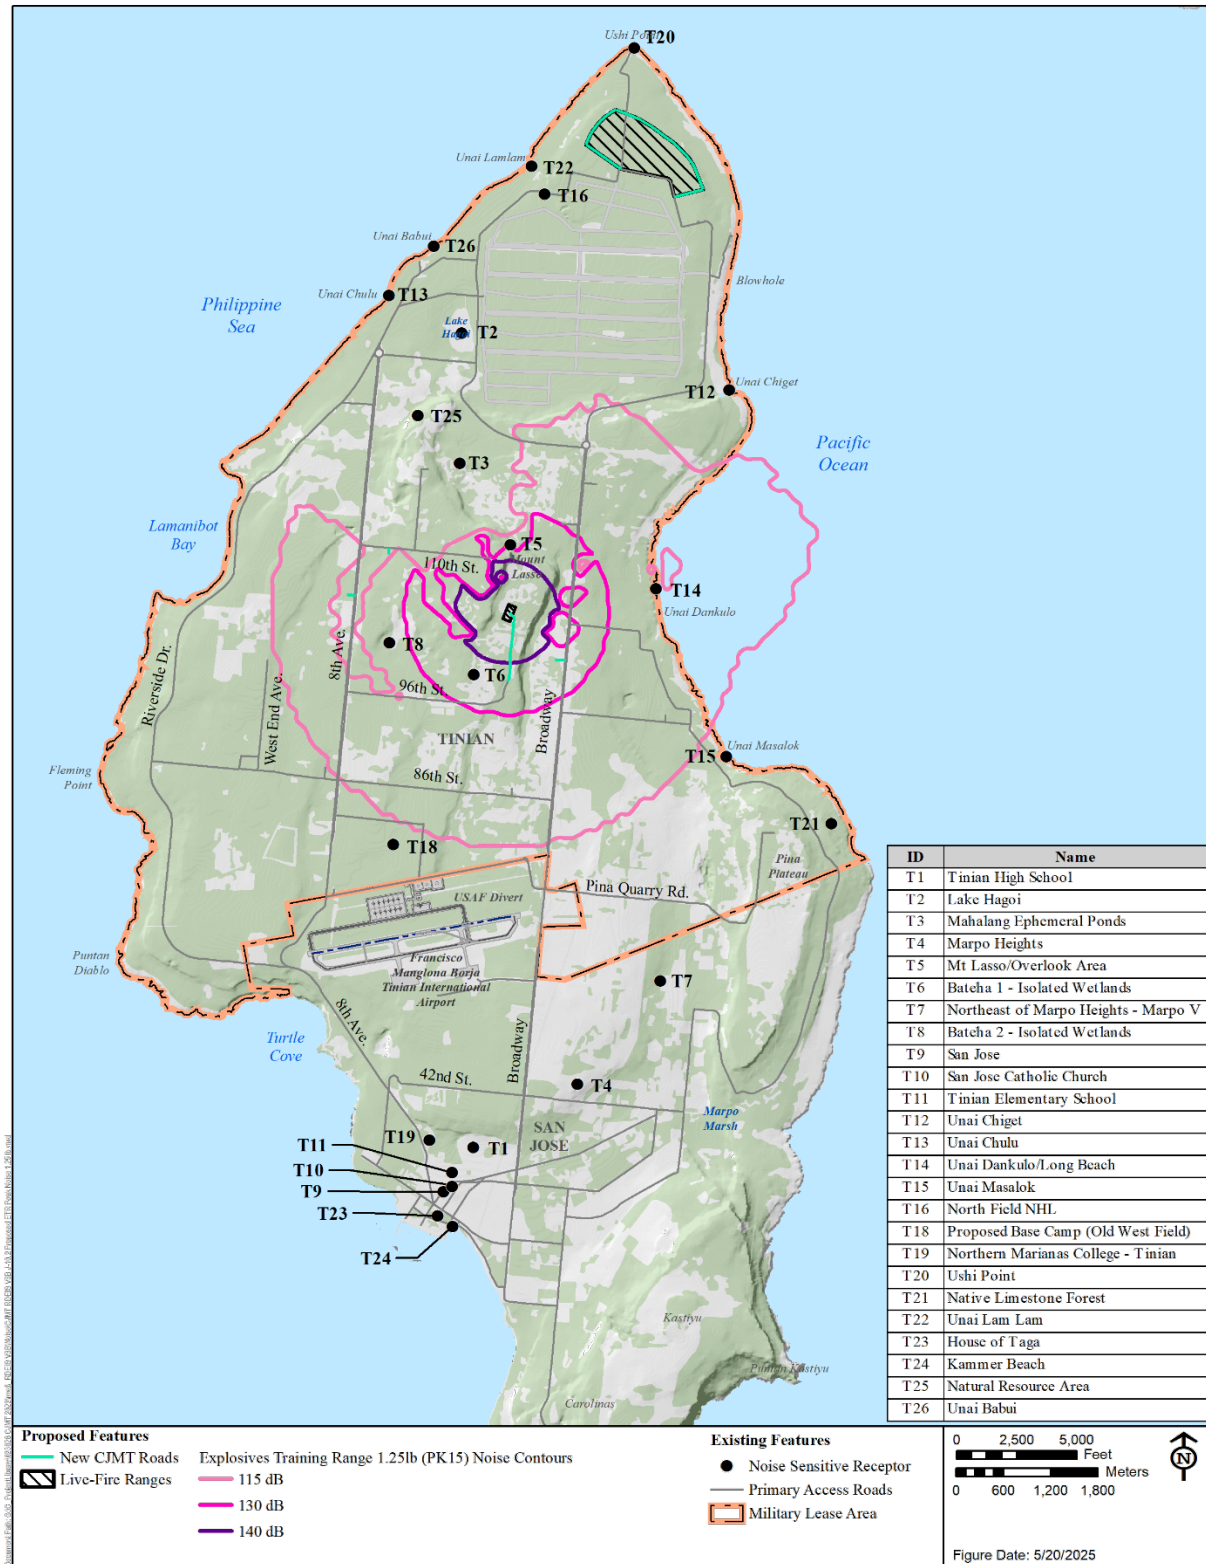 Ushi Point
T20
Unai Lamlam
T22
T16
Unai Babui
T26
Unai Chulu
T13
Blowhole
Philippine
Sea
Lake
Hagoi
T2
T12
Unai Chiget
T25
Pacific
Ocean
T3
Lamanibot
Bay
T5
Mount
Lasso
110th St.
T14
Unai Dankulo
8th Ave.
T8
T6
96th St.
Riverside Dr.
West End Ave.
Broadway
TINIAN
T15
Unai Masalok
Fleming
Point
86th St.
T21
T18
Pina
Plateau
Pina Quarry Rd.
USAF Divert
Puntan
Diablo
Francisco
Manglona Borja
Tinian International
Airport
T7
8th Ave.
Turtle
Cove
Broadway
42nd St.
T4
Marpo
Marsh
SAN
JOSE
T19
T1
T11
T10
T9
T23
T24
Kastiyu
Puntan Kastiyu
Carolinas
ID Name
T1 Tinian High School
T2 Lake Hagoi
T3 Mahalang Ephemeral Ponds
T4 Marpo Heights
T5 Mt Lasso/Overlook Area
T6 Bateha 1 - Isolated Wetlands
T7 Northeast of Marpo Heights - Marpo V
T8 Bateha 2 - Isolated Wetlands
T9 San Jose
T10 San Jose Catholic Church
T11 Tinian Elementary School
T12 Unai Chiget
T13 Unai Chulu
T14 Unai Dankulo/Long Beach
T15 Unai Masalok
T16 North Field NHL
T18 Proposed Base Camp (Old West Field)
T19 Northern Marianas College - Tinian
T20 Ushi Point
T21 Native Limestone Forest
T22 Unai Lam Lam
T23 House of Taga
T24 Kammer Beach
T25 Natural Resource Area
T26 Unai Babui
Proposed Features
New CJMT Roads
Live-Fire Ranges
Explosives Training Range 1.25lb (PK15) Noise Contours
115 dB
130 dB
140 dB
Existing Features
Noise Sensitive Receptor
Primary Access Roads
Military Lease Area
0 2,500 5,000
Feet
Meters
0 600 1,200 1,800
N
Figure Date: 5/20/2025